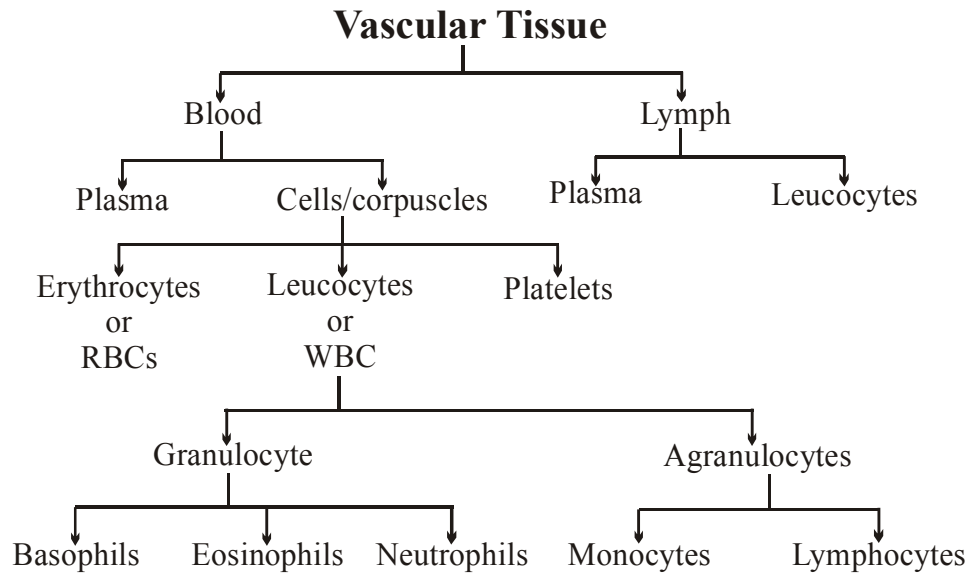 Vascular Tissue
Blood
Lymph
Plasma
Cells/corpuscles
Plasma
Leucocytes
Erythrocytes
or
RBCs
Leucocytes
or
WBC
Platelets
Granulocyte
Agranulocytes
Basophils
Eosinophils
Neutrophils
Monocytes
Lymphocytes